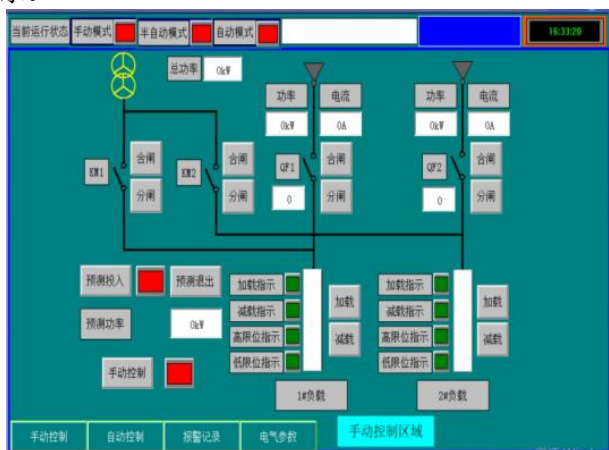 当前运行状态 手动模式 半自动模式 自动模式 16:33:20
总功率 0kW
功率 电流 功率 电流
0kW 0A 0kW 0A
KM1 合闸 KM2 合闸 QF1 合闸 QF2 合闸
分闸 分闸 0 分闸 0 分闸
预测投入 预测退出
预测功率 0kW
手动控制
加载指示 加载 加载指示 加载
减载指示 减载 减载指示 减载
高限位指示 高限位指示
低限位指示 低限位指示
1#负载 2#负载
手动控制 自动控制 报警记录 电气参数 手动控制区域